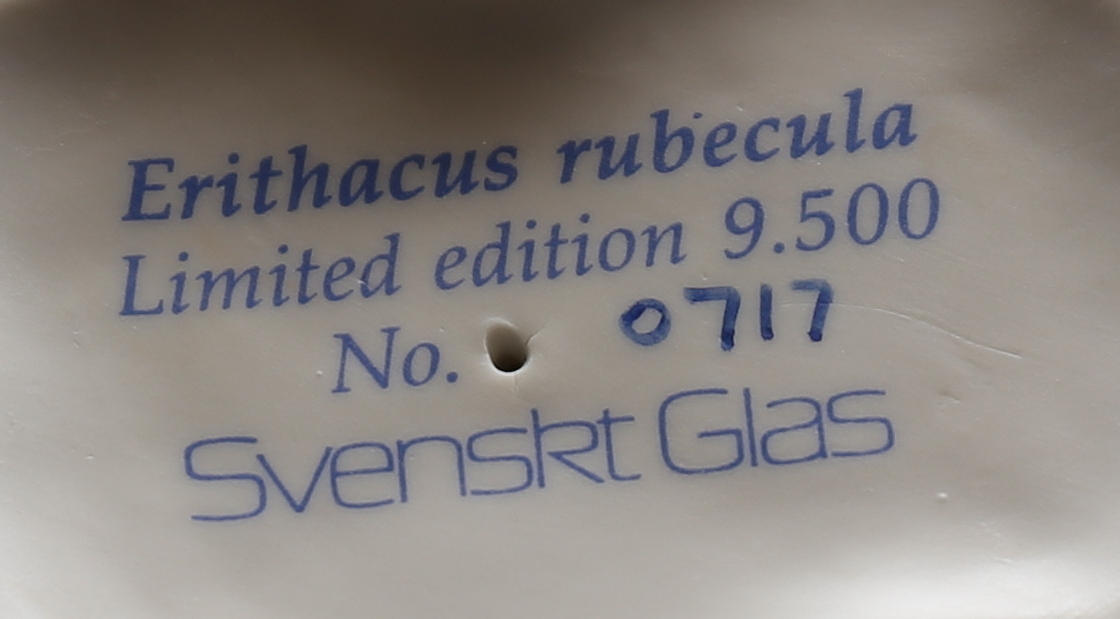 Erithacus rubecula
Limited edition 9.500
No. 0717
Svenskt Glas